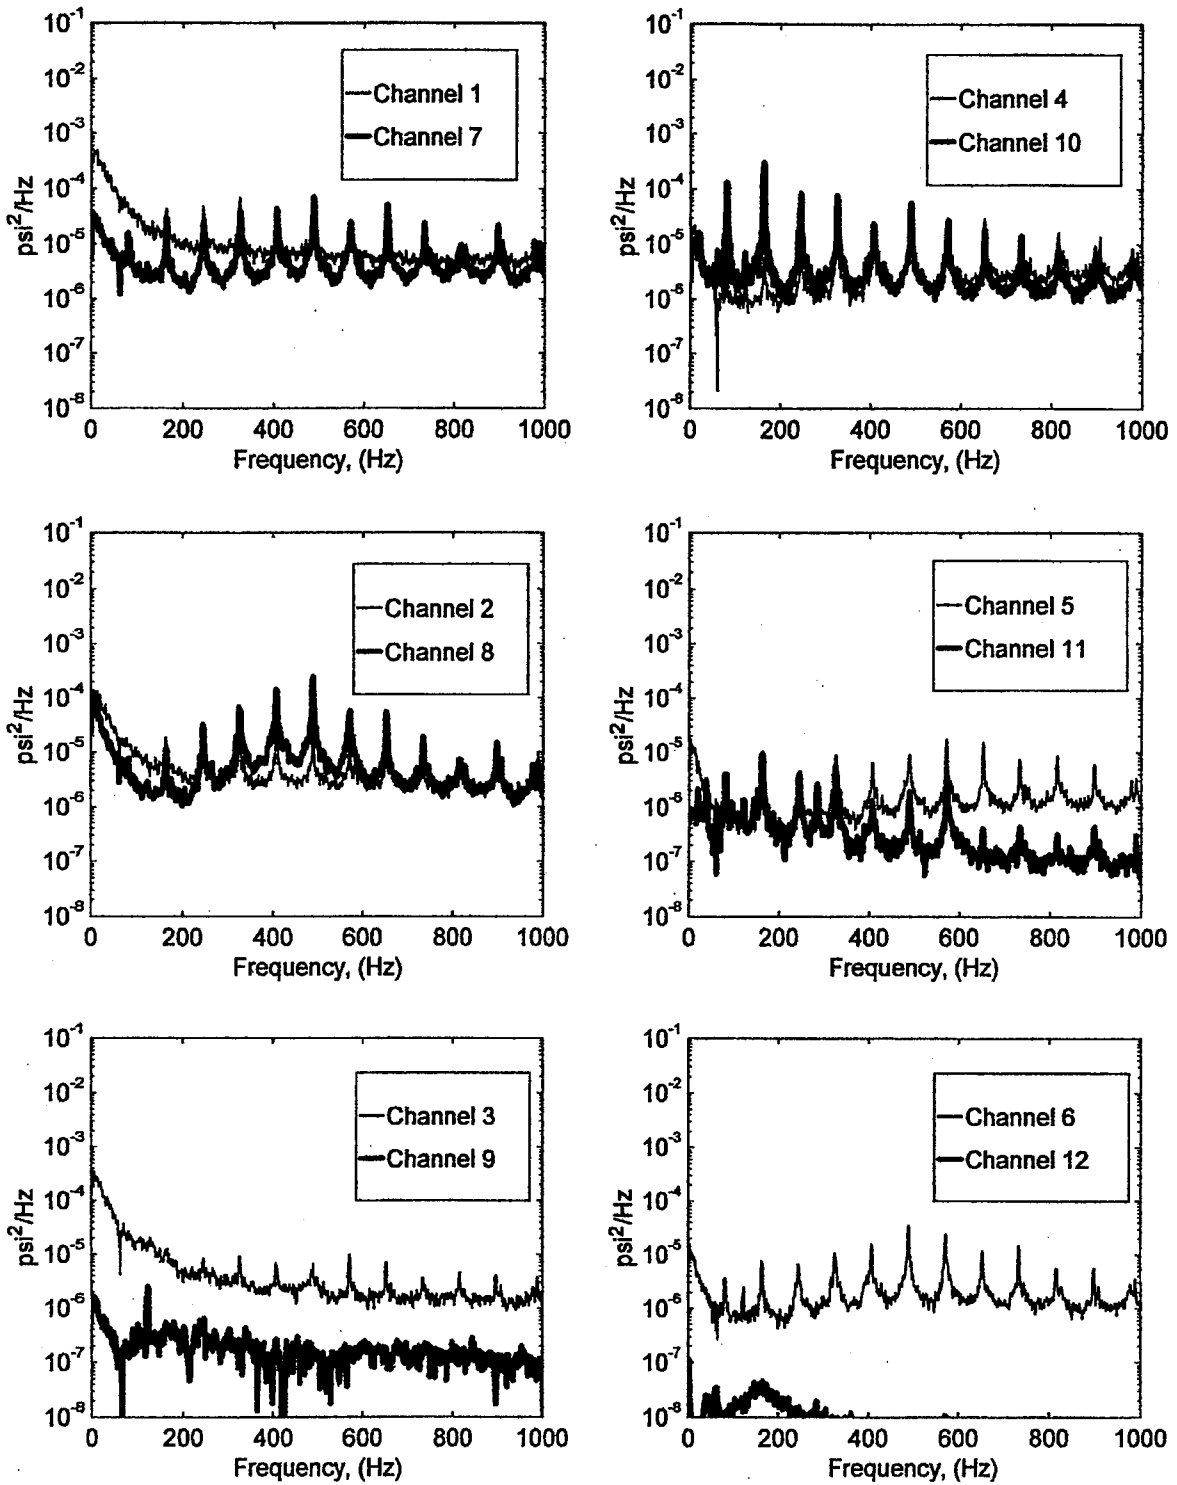 10-1
10-2
10-3
10-4
10-5
10-6
10-7
10-8
psi2/Hz
Channel 1
Channel 7
0 200 400 600 800 1000
Frequency, (Hz)
10-1
10-2
10-3
10-4
10-5
10-6
10-7
10-8
psi2/Hz
Channel 4
Channel 10
0 200 400 600 800 1000
Frequency, (Hz)
10-1
10-2
10-3
10-4
10-5
10-6
10-7
10-8
psi2/Hz
Channel 2
Channel 8
0 200 400 600 800 1000
Frequency, (Hz)
10-1
10-2
10-3
10-4
10-5
10-6
10-7
10-8
psi2/Hz
Channel 5
Channel 11
0 200 400 600 800 1000
Frequency, (Hz)
10-1
10-2
10-3
10-4
10-5
10-6
10-7
10-8
psi2/Hz
Channel 3
Channel 9
0 200 400 600 800 1000
Frequency, (Hz)
10-1
10-2
10-3
10-4
10-5
10-6
10-7
10-8
psi2/Hz
Channel 6
Channel 12
0 200 400 600 800 1000
Frequency, (Hz)